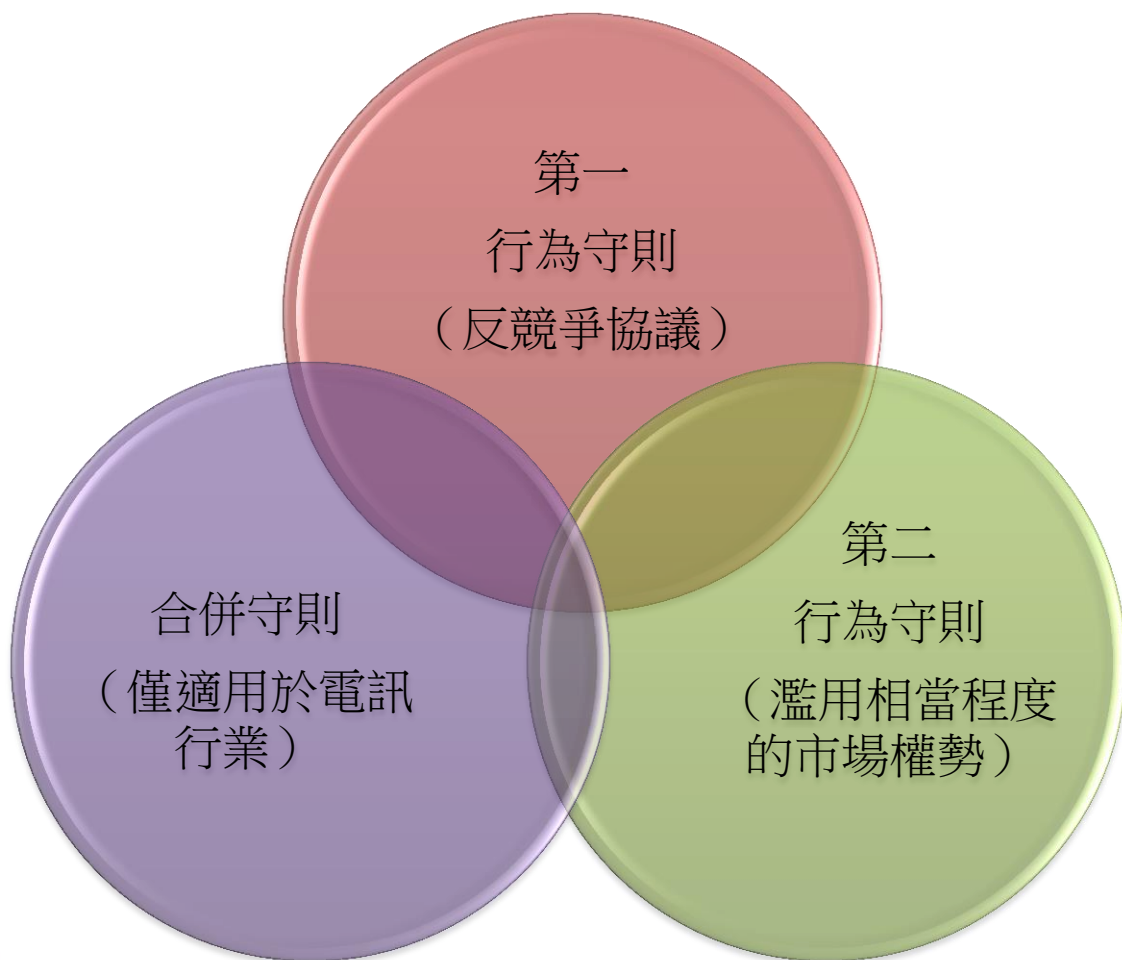 第一
行為守則
（反競爭協議）
合併守則
（僅適用於電訊
行業）
第二
行為守則
（濫用相當程度
的市場權勢）